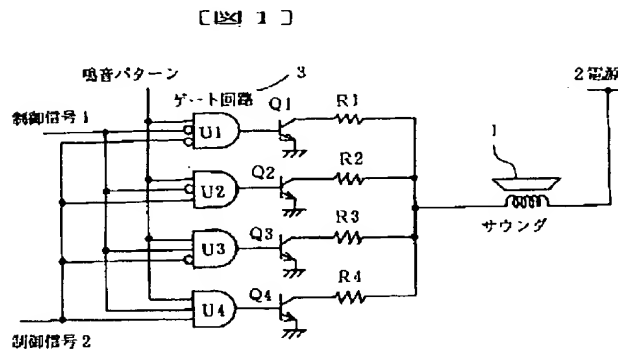 〔図 1 〕
鳴音パターン
ゲート回路
3
2電源
制御信号1
Q1
R1
1
U1
Q2
R2
U2
Q3
R3
サウンダ
U3
Q4
R4
U4
制御信号2